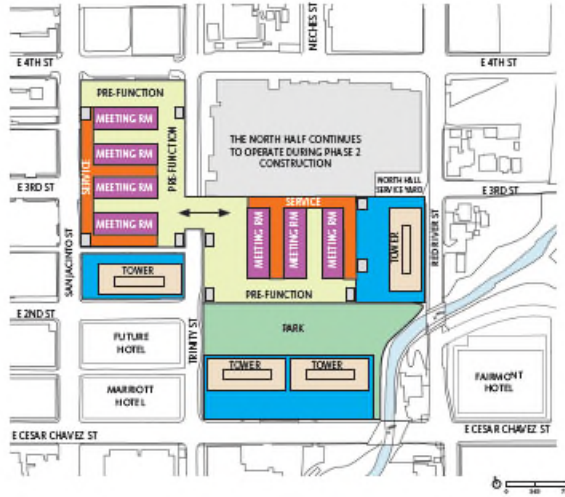 NECHES ST
E 4TH ST
E 4TH ST
PRE-FUNCTION
MEETING RM
MEETING RM
MEETING RM
MEETING RM
SERVICE
PRE-FUNCTION
THE NORTH HALF CONTINUES
TO OPERATE DURING PHASE 2
CONSTRUCTION
NORTH HALL
SERVICE YARD
E 3RD ST
E 3RD ST
SERVICE
MEETING RM
MEETING RM
MEETING RM
TOWER
RED RIVER ST
SAN JACINTO ST
TOWER
PRE-FUNCTION
E 2ND ST
TRINITY ST
PARK
FUTURE
HOTEL
MARRIOTT
HOTEL
TOWER
TOWER
FAIRMONT
HOTEL
E CESAR CHAVEZ ST
E CESAR CHAVEZ ST
0